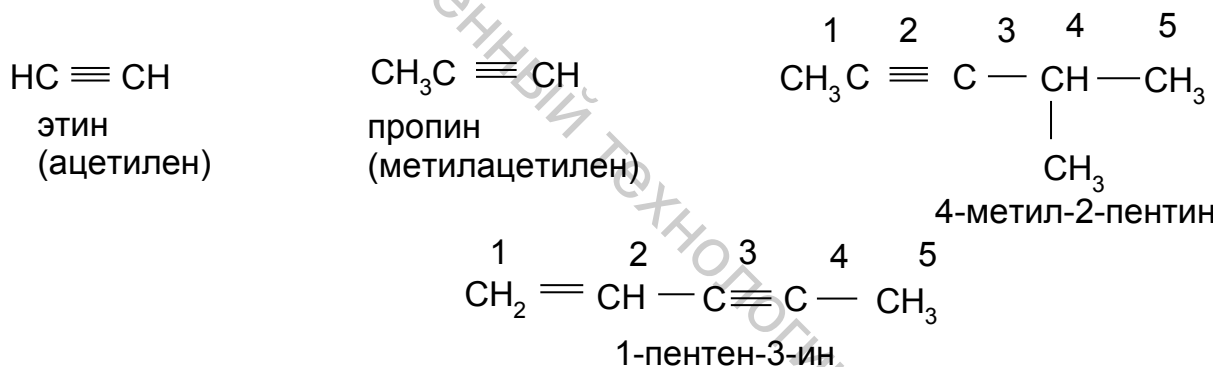 1 2 3 4 5
HC ≡ CH
CH₃C ≡ CH
CH₃C ≡ C — CH — CH₃
CH₃
этин
(ацетилен)
пропин
(метилацетилен)
4-метил-2-пентин
1 2 3 4 5
CH₂ = CH — C ≡ C — CH₃
1-пентен-3-ин